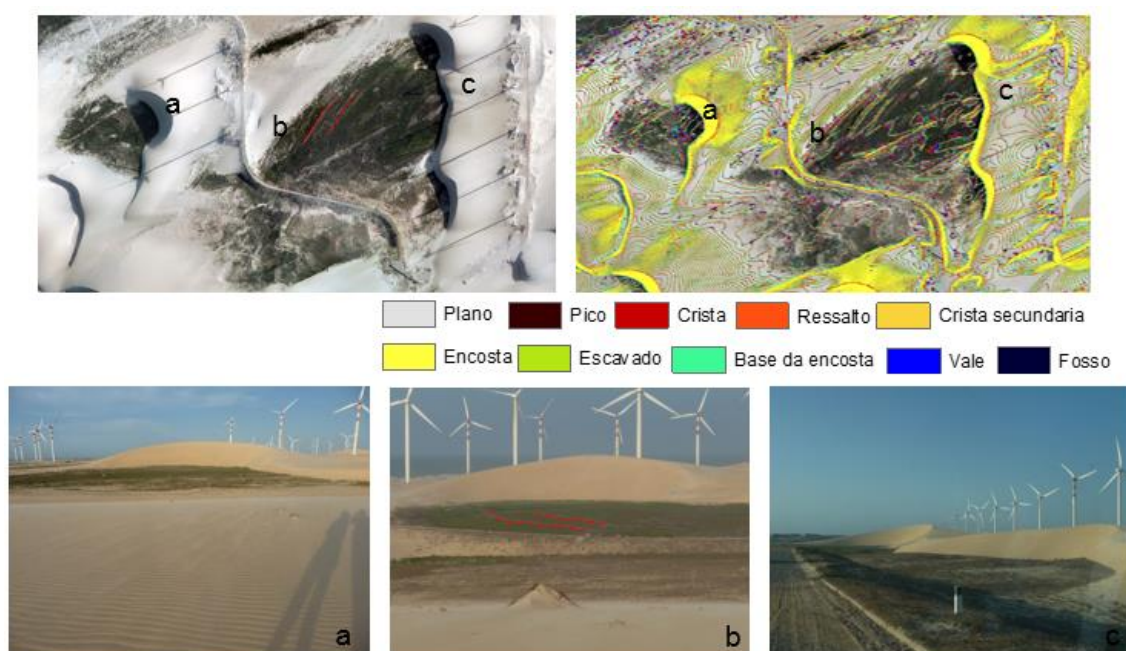 a
b
c
a
b
c
Plano Pico Crista Ressalto Crista secundaria
Encosta Escavado Base da encosta Vale Fosso
a
b
c